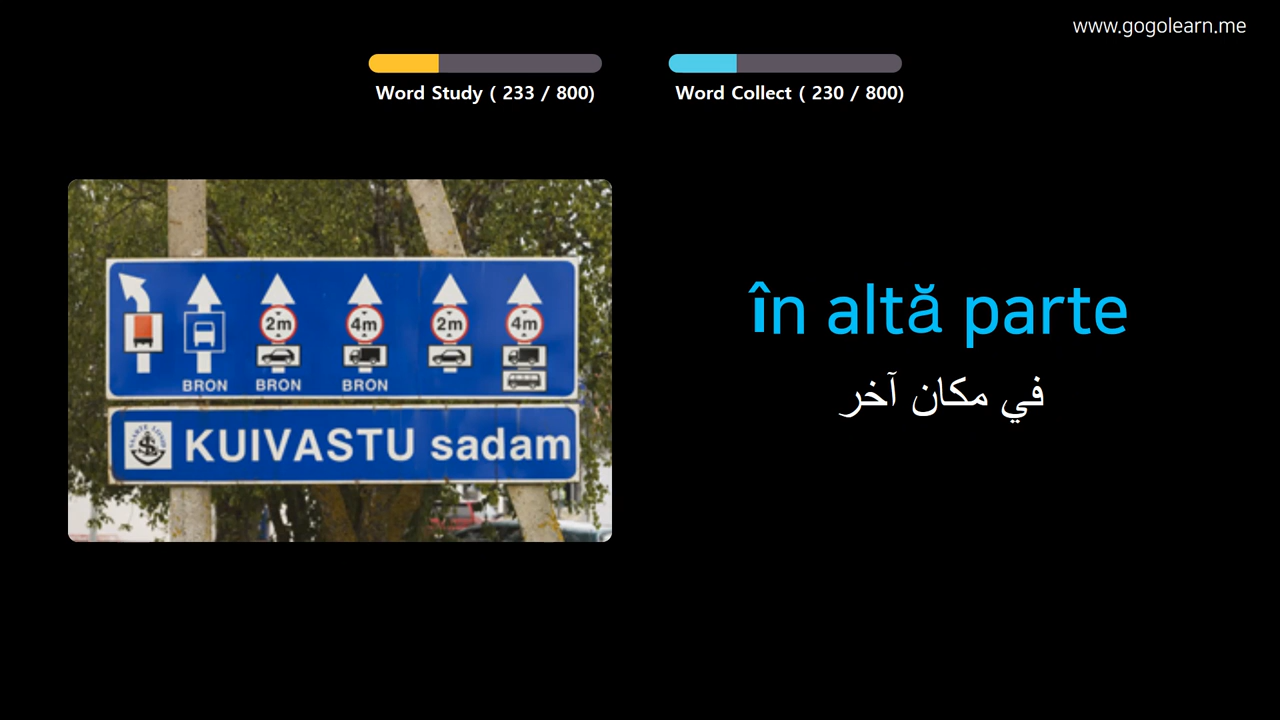 www.gogolearn.me
Word Study ( 233 / 800)
Word Collect ( 230 / 800)
2m
4m
2m
4m
BRON
BRON
BRON
KUIVASTU sadam
în altă parte
في مكان آخر